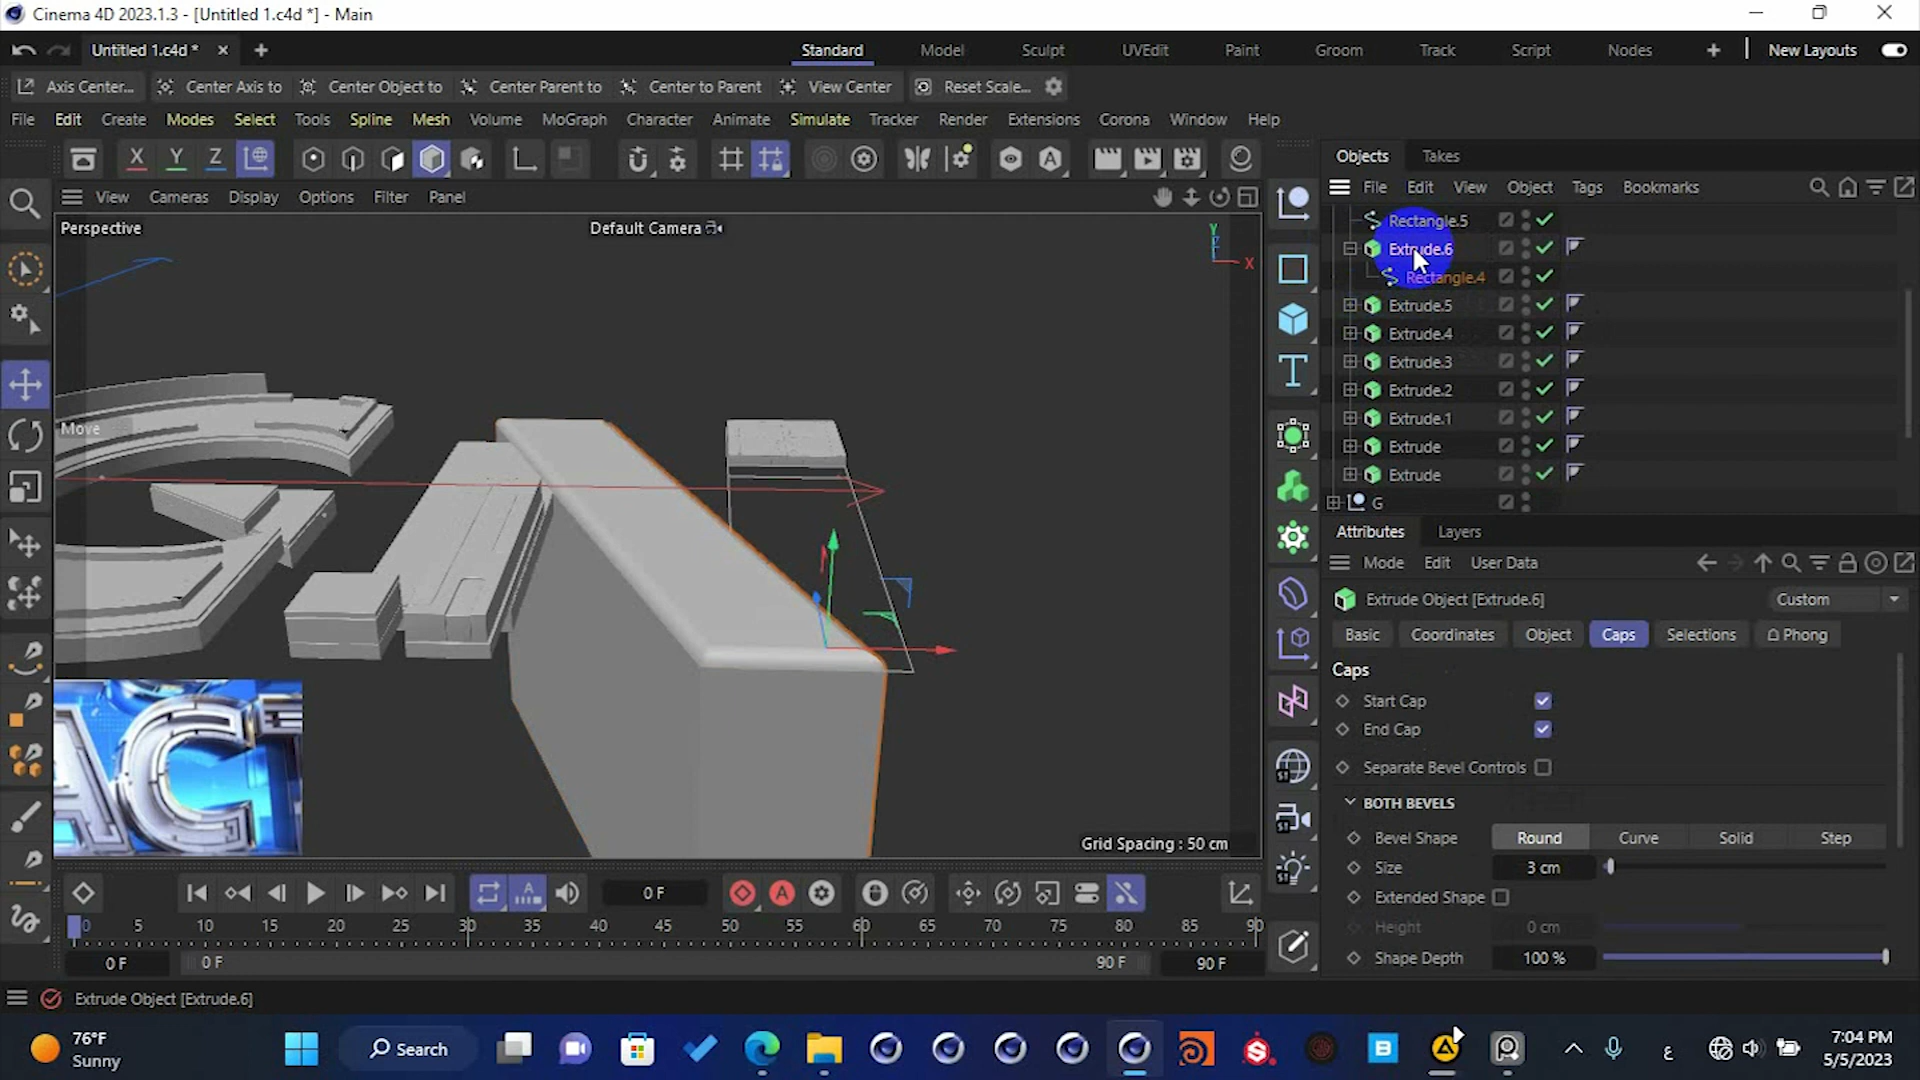 Cinema 4D 2023.1.3 - [Untitled 1.c4d *] - Main
Untitled 1.c4d *
Standard Model Sculpt UVEdit Paint Groom Track Script Nodes New Layouts
Axis Center... Center Axis to Center Object to Center Parent to Center to Parent View Center Reset Scale...
File Edit Create Modes Select Tools Spline Mesh Volume MoGraph Character Animate Simulate Tracker Render Extensions Corona Window Help
X Y Z
Objects Takes
View Cameras Display Options Filter Panel
File Edit View Object Tags Bookmarks
Perspective
Default Camera
Y
X
Rectangle.5
Extrude.6
Rectangle.4
Extrude.5
Extrude.4
Extrude.3
Extrude.2
Extrude.1
Extrude
Extrude
G
Move
Attributes Layers
Mode Edit User Data
Extrude Object [Extrude.6]
Custom
Basic Coordinates Object Caps Selections Phong
Caps
Start Cap
End Cap
Separate Bevel Controls
BOTH BEVELS
Bevel Shape Round Curve Solid Step
Size 3 cm
Extended Shape
Height 0 cm
Shape Depth 100 %
ACT
Grid Spacing : 50 cm
0 F
0 5 10 15 20 25 30 35 40 45 50 55 60 65 70 75 80 85 90
0 F 0 F 90 F 90 F
Extrude Object [Extrude.6]
76°F
Sunny
Search
ع
7:04 PM
5/5/2023